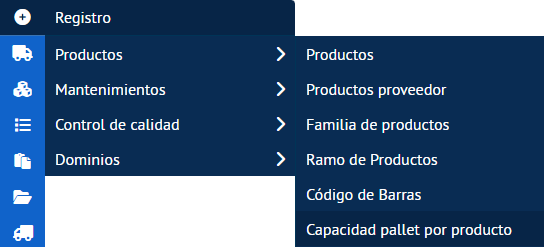 Registro
Productos
Mantenimientos
Control de calidad
Dominios
Productos
Productos proveedor
Familia de productos
Ramo de Productos
Código de Barras
Capacidad pallet por producto